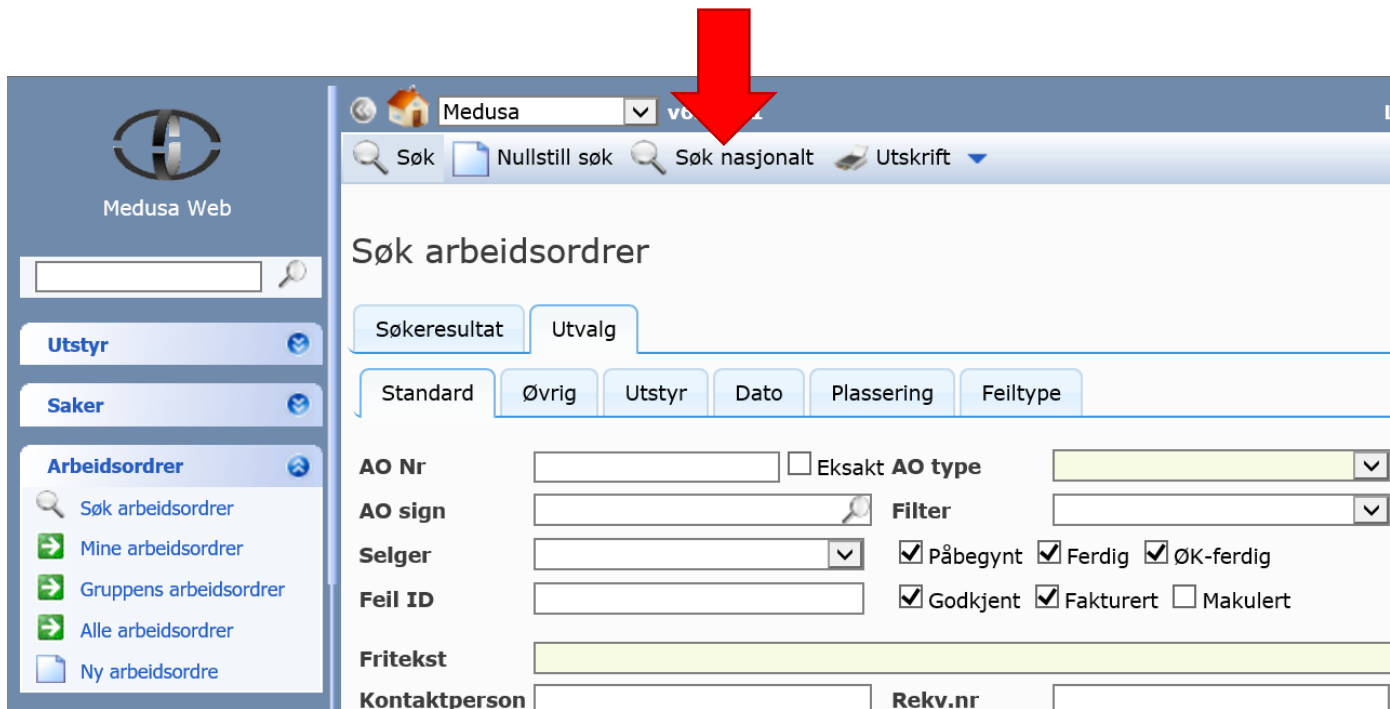 Medusa
Søk Nullstill søk Søk nasjonalt Utskrift
Medusa Web
Utstyr
Saker
Arbeidsordrer
Søk arbeidsordrer
Mine arbeidsordrer
Gruppens arbeidsordrer
Alle arbeidsordrer
Ny arbeidsordre
Søk arbeidsordrer
Søkeresultat Utvalg
Standard Øvrig Utstyr Dato Plassering Feiltype
AO Nr Eksakt AO type
AO sign Filter
Selger Påbegynt Ferdig ØK-ferdig
Feil ID Godkjent Fakturert Makulert
Fritekst
Kontaktperson Rekv.nr